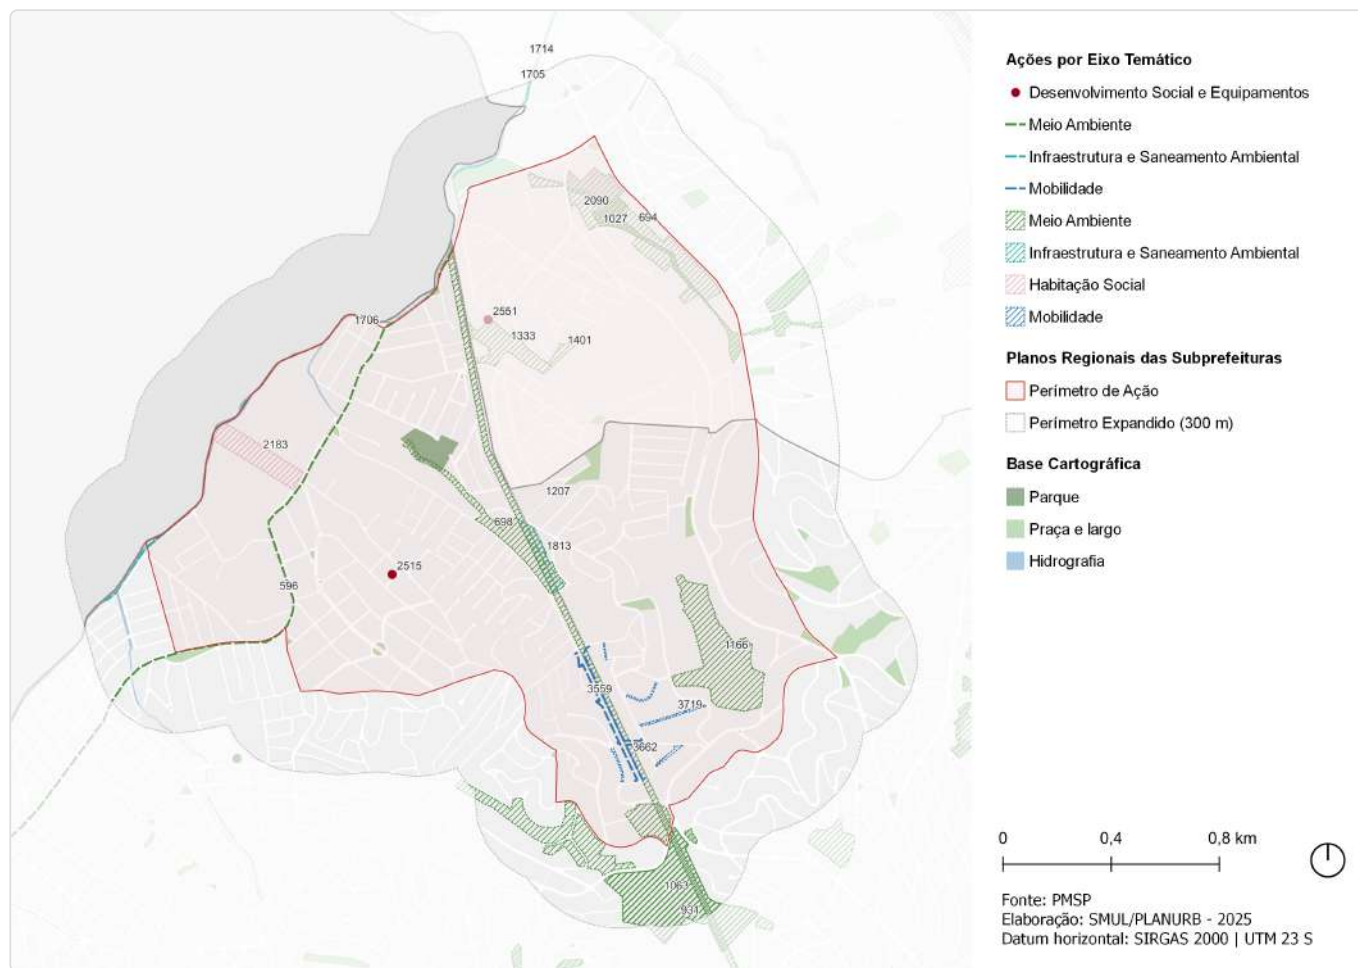 1714
1705
2090
1027
694
2551
1706
1333
1401
2183
1207
698
1813
2515
596
1166
3559
3719
3662
1063
934
Ações por Eixo Temático
Desenvolvimento Social e Equipamentos
Meio Ambiente
Infraestrutura e Saneamento Ambiental
Mobilidade
Meio Ambiente
Infraestrutura e Saneamento Ambiental
Habitação Social
Mobilidade
Planos Regionais das Subprefeituras
Perímetro de Ação
Perímetro Expandido (300 m)
Base Cartográfica
Parque
Praça e largo
Hidrografia
0 0,4 0,8 km
Fonte: PMSP
Elaboração: SMUL/PLANURB - 2025
Datum horizontal: SIRGAS 2000 | UTM 23 S